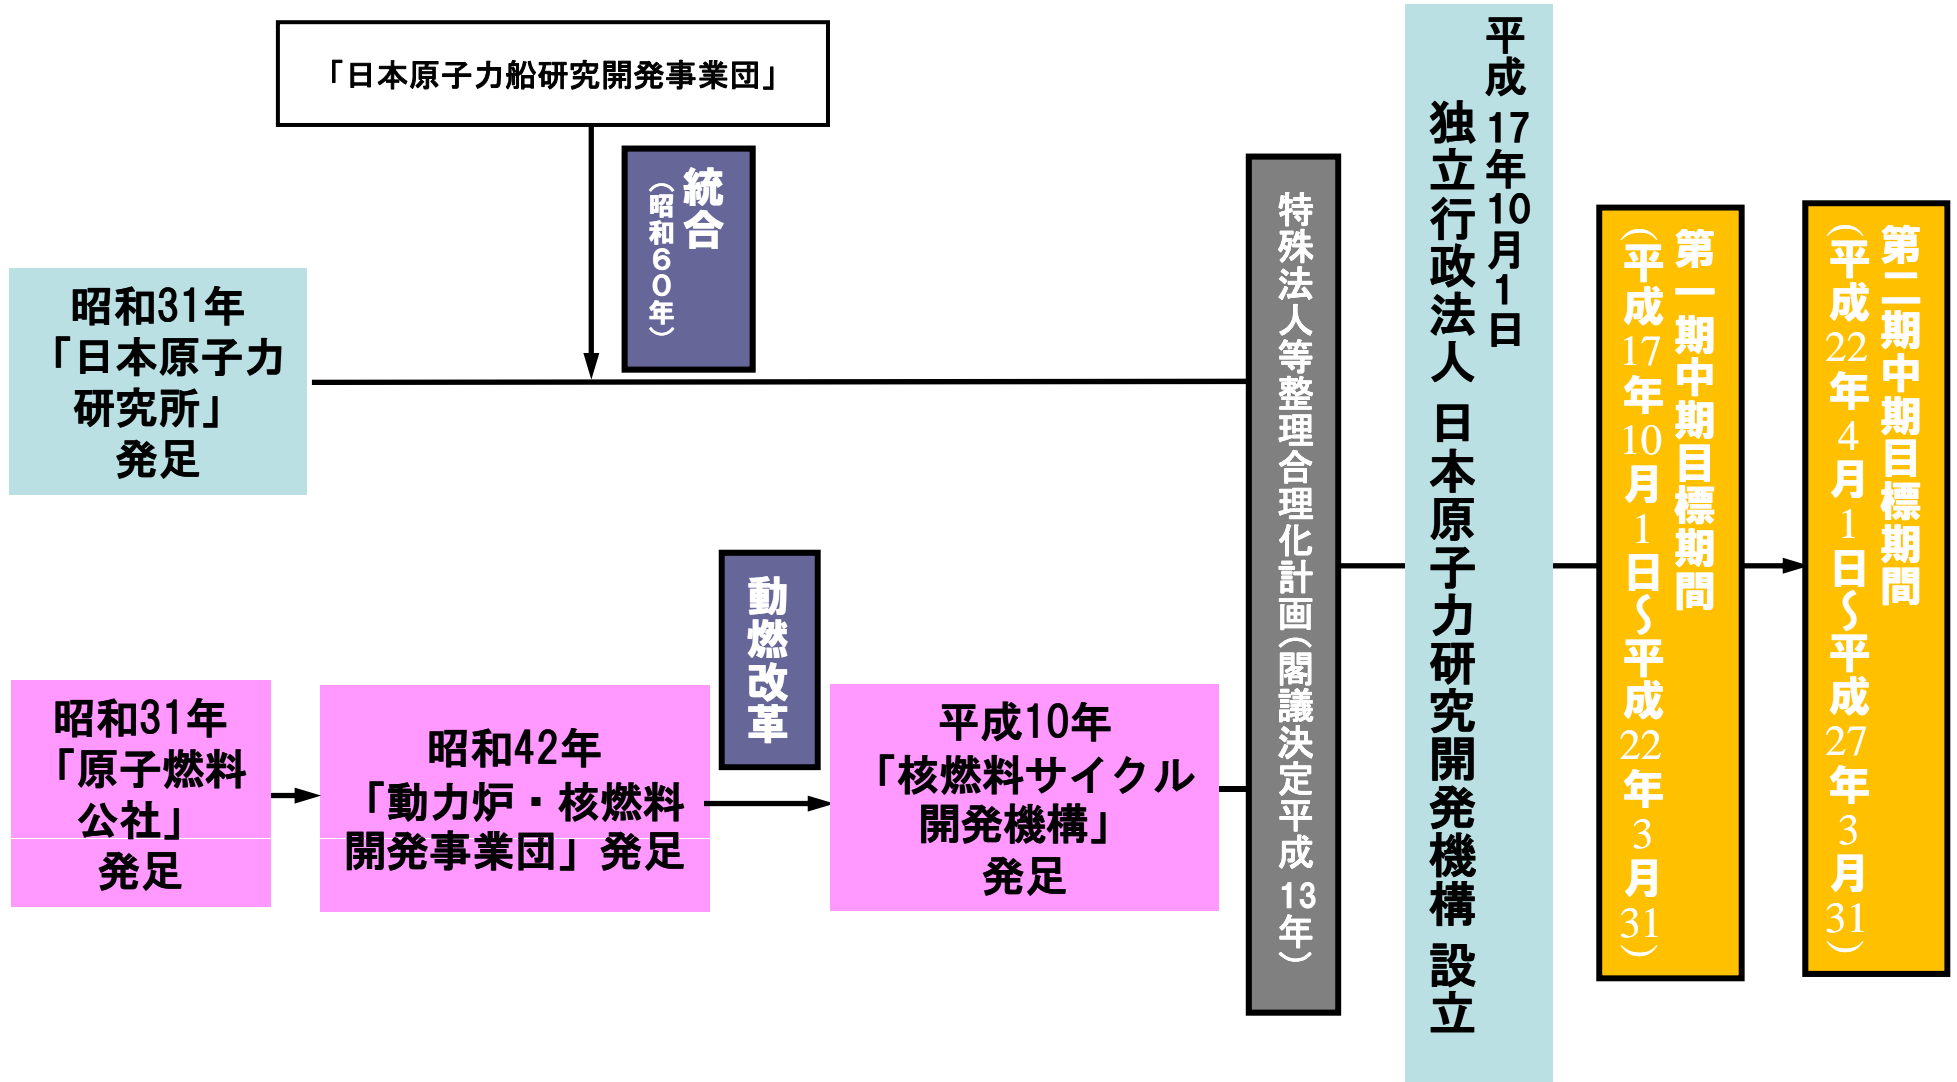 「日本原子力船研究開発事業団」
統合
（昭和６０年）
昭和31年
「日本原子力
研究所」
発足
昭和31年
「原子燃料
公社」
発足
昭和42年
「動力炉・核燃料
開発事業団」発足
動燃改革
平成10年
「核燃料サイクル
開発機構」
発足
特殊法人等整理合理化計画（閣議決定平成13年）
平成17年10月1日
独立行政法人 日本原子力研究開発機構 設立
第一期中期目標期間
（平成17年10月1日～平成22年3月31）
第二期中期目標期間
（平成22年4月1日～平成27年3月31）